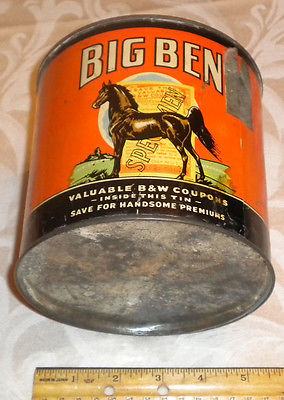 BIG BEN
SPECIMEN
VALUABLE B&W COUPONS
- INSIDE THIS TIN -
SAVE FOR HANDSOME PREMIUMS
1 2 3 4 5